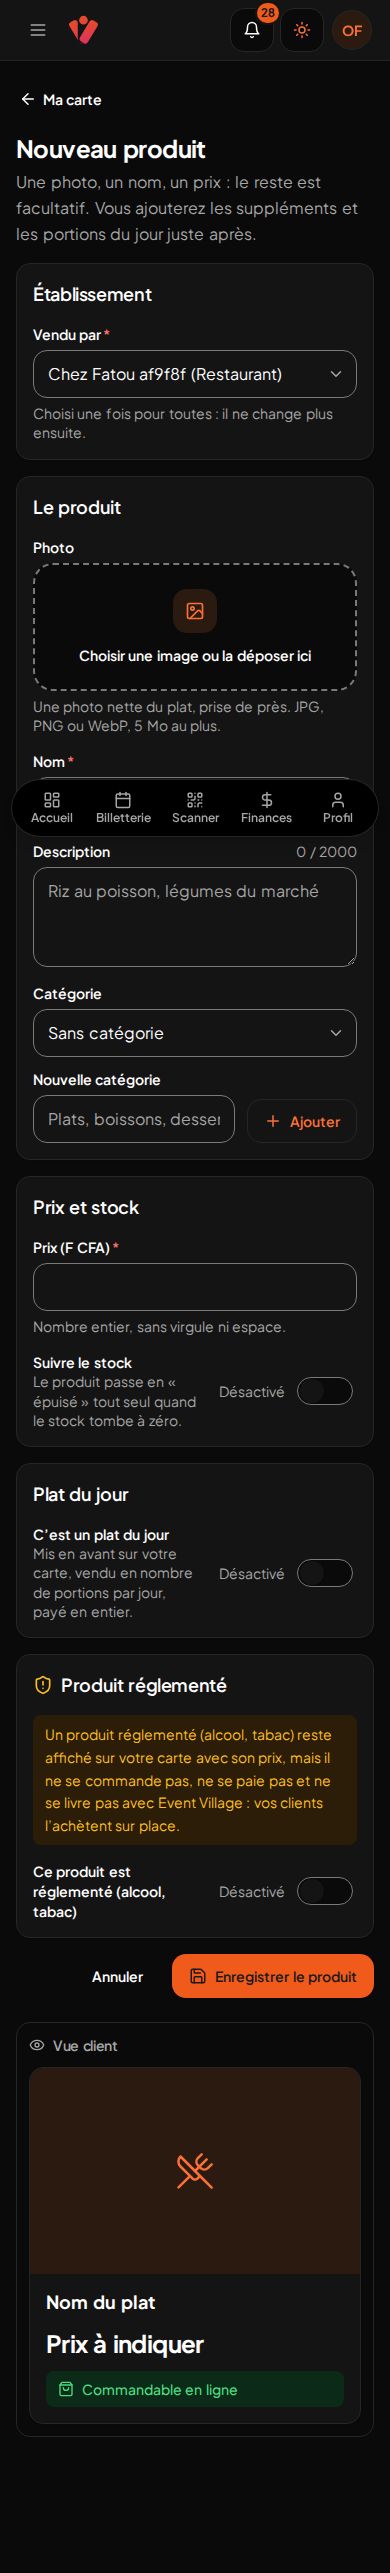 28
OF
Ma carte
Nouveau produit
Une photo, un nom, un prix : le reste est
facultatif. Vous ajouterez les suppléments et
les portions du jour juste après.
Établissement
Vendu par *
Chez Fatou af9f8f (Restaurant)
Choisi une fois pour toutes : il ne change plus
ensuite.
Le produit
Photo
Choisir une image ou la déposer ici
Une photo nette du plat, prise de près. JPG,
PNG ou WebP, 5 Mo au plus.
Nom *
Accueil Billetterie Scanner Finances Profil
Description 0 / 2000
Riz au poisson, légumes du marché
Catégorie
Sans catégorie
Nouvelle catégorie
Plats, boissons, desser
Ajouter
Prix et stock
Prix (F CFA) *
Nombre entier, sans virgule ni espace.
Suivre le stock
Le produit passe en «
épuisé » tout seul quand
le stock tombe à zéro.
Désactivé
Plat du jour
C’est un plat du jour
Mis en avant sur votre
carte, vendu en nombre
de portions par jour,
payé en entier.
Désactivé
Produit réglementé
Un produit réglementé (alcool, tabac) reste
affiché sur votre carte avec son prix, mais il
ne se commande pas, ne se paie pas et ne
se livre pas avec Event Village : vos clients
l’achètent sur place.
Ce produit est
réglementé (alcool,
tabac)
Désactivé
Annuler
Enregistrer le produit
Vue client
Nom du plat
Prix à indiquer
Commandable en ligne